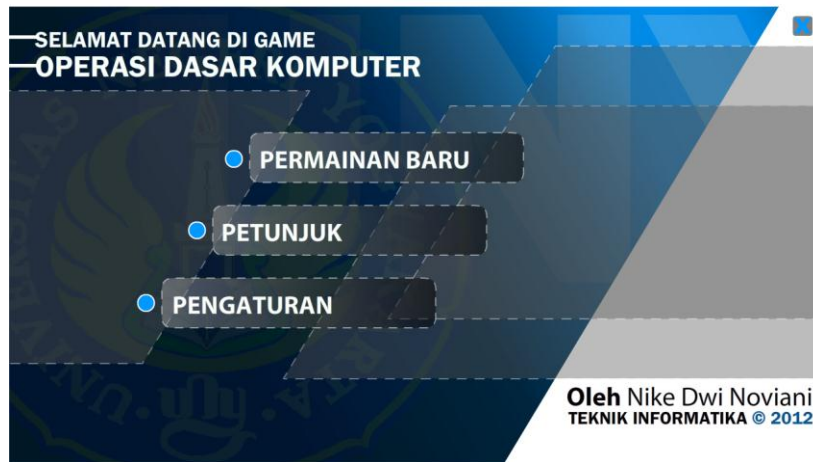 SELAMAT DATANG DI GAME
OPERASI DASAR KOMPUTER
PERMAINAN BARU
PETUNJUK
PENGATURAN
Oleh Nike Dwi Noviani
TEKNIK INFORMATIKA © 2012